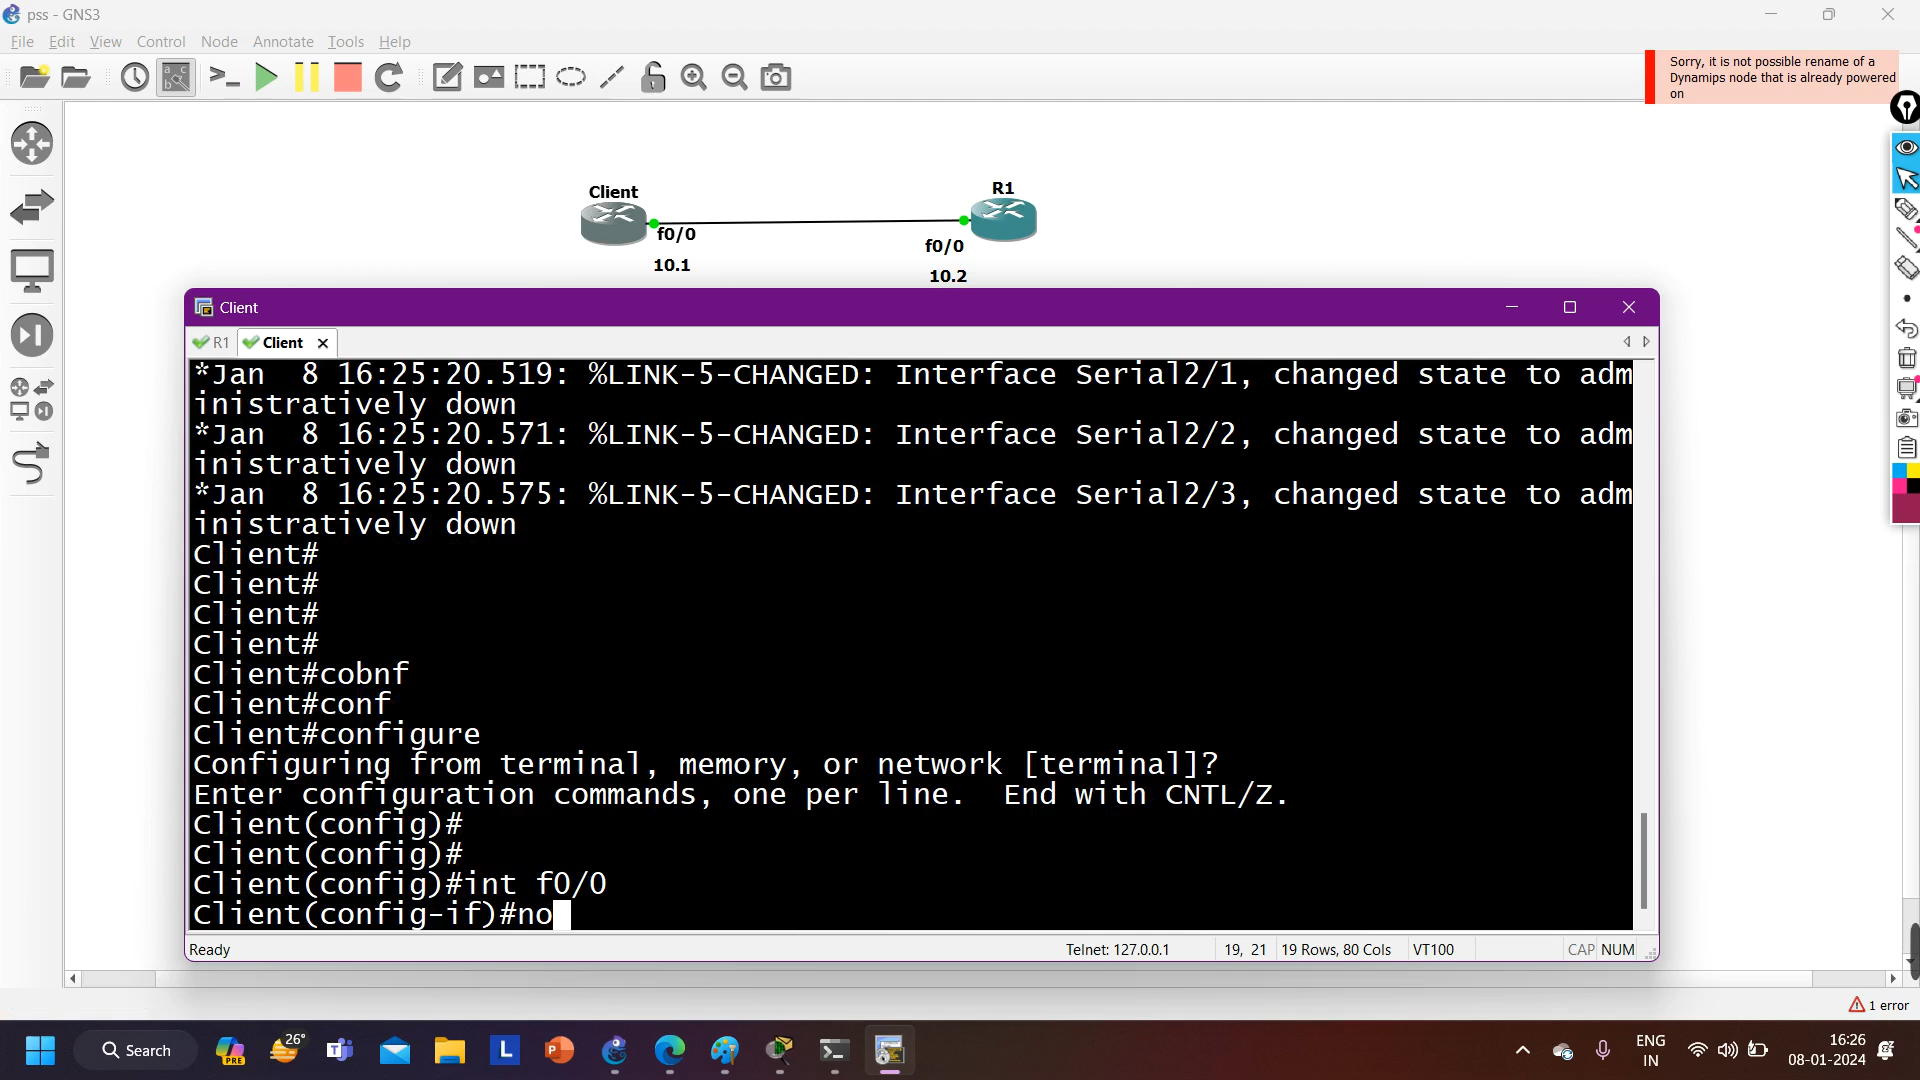 pss - GNS3
File Edit View Control Node Annotate Tools Help
Sorry, it is not possible rename of a
Dynamips node that is already powered
on
Client
R1
f0/0
f0/0
10.1
10.2
Client
R1
Client
*Jan  8 16:25:20.519: %LINK-5-CHANGED: Interface Serial2/1, changed state to adm
inistratively down
*Jan  8 16:25:20.571: %LINK-5-CHANGED: Interface Serial2/2, changed state to adm
inistratively down
*Jan  8 16:25:20.575: %LINK-5-CHANGED: Interface Serial2/3, changed state to adm
inistratively down
Client#
Client#
Client#
Client#
Client#cobnf
Client#conf
Client#configure
Configuring from terminal, memory, or network [terminal]?
Enter configuration commands, one per line.  End with CNTL/Z.
Client(config)#
Client(config)#
Client(config)#int f0/0
Client(config-if)#no
Ready Telnet: 127.0.0.1 19, 21 19 Rows, 80 Cols VT100 CAP NUM
1 error
Search
PRE
26°
L
ENG
IN
16:26
08-01-2024